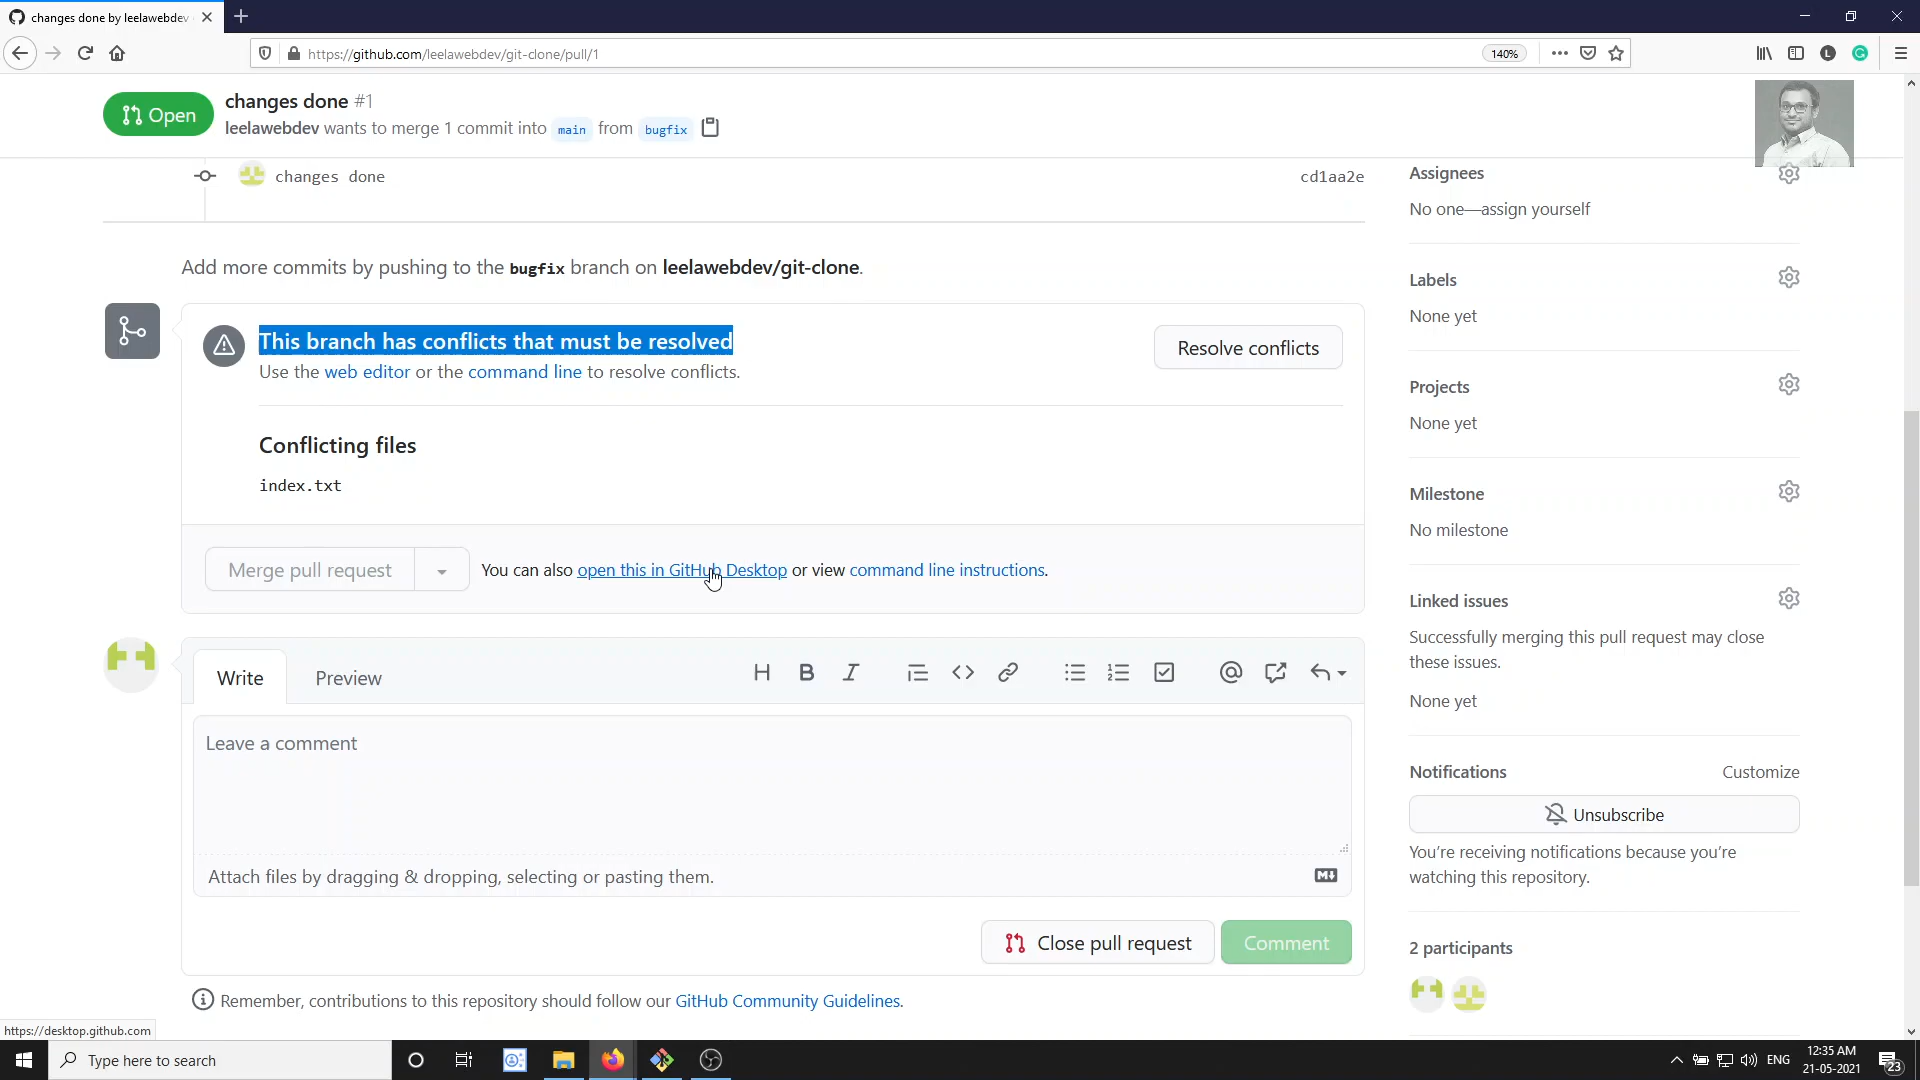 changes done by leelawebdev
https://github.com/leelawebdev/git-clone/pull/1
140%
L
Open
changes done #1
leelawebdev wants to merge 1 commit into main from bugfix
changes done
cd1aa2e
Add more commits by pushing to the bugfix branch on leelawebdev/git-clone.
This branch has conflicts that must be resolved
Use the web editor or the command line to resolve conflicts.
Resolve conflicts
Conflicting files
index.txt
Merge pull request
You can also open this in GitHub Desktop or view command line instructions.
Write
Preview
H B I
Leave a comment
Attach files by dragging & dropping, selecting or pasting them.
Close pull request
Comment
Remember, contributions to this repository should follow our GitHub Community Guidelines.
Assignees
No one—assign yourself
Labels
None yet
Projects
None yet
Milestone
No milestone
Linked issues
Successfully merging this pull request may close
these issues.
None yet
Notifications
Customize
Unsubscribe
You're receiving notifications because you're
watching this repository.
2 participants
https://desktop.github.com
Type here to search
ENG
12:35 AM
21-05-2021
23